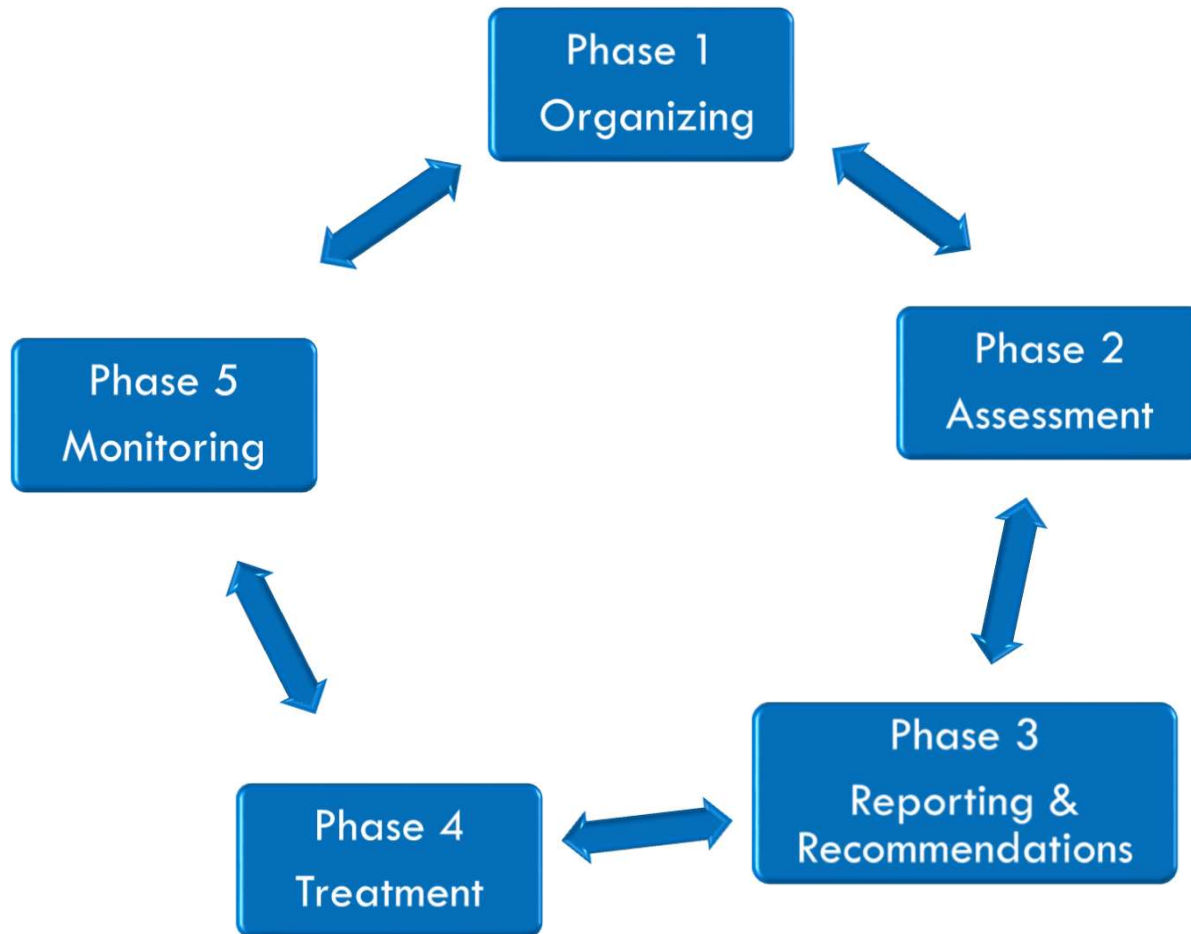 Phase 1
Organizing
Phase 2
Assessment
Phase 3
Reporting &
Recommendations
Phase 4
Treatment
Phase 5
Monitoring